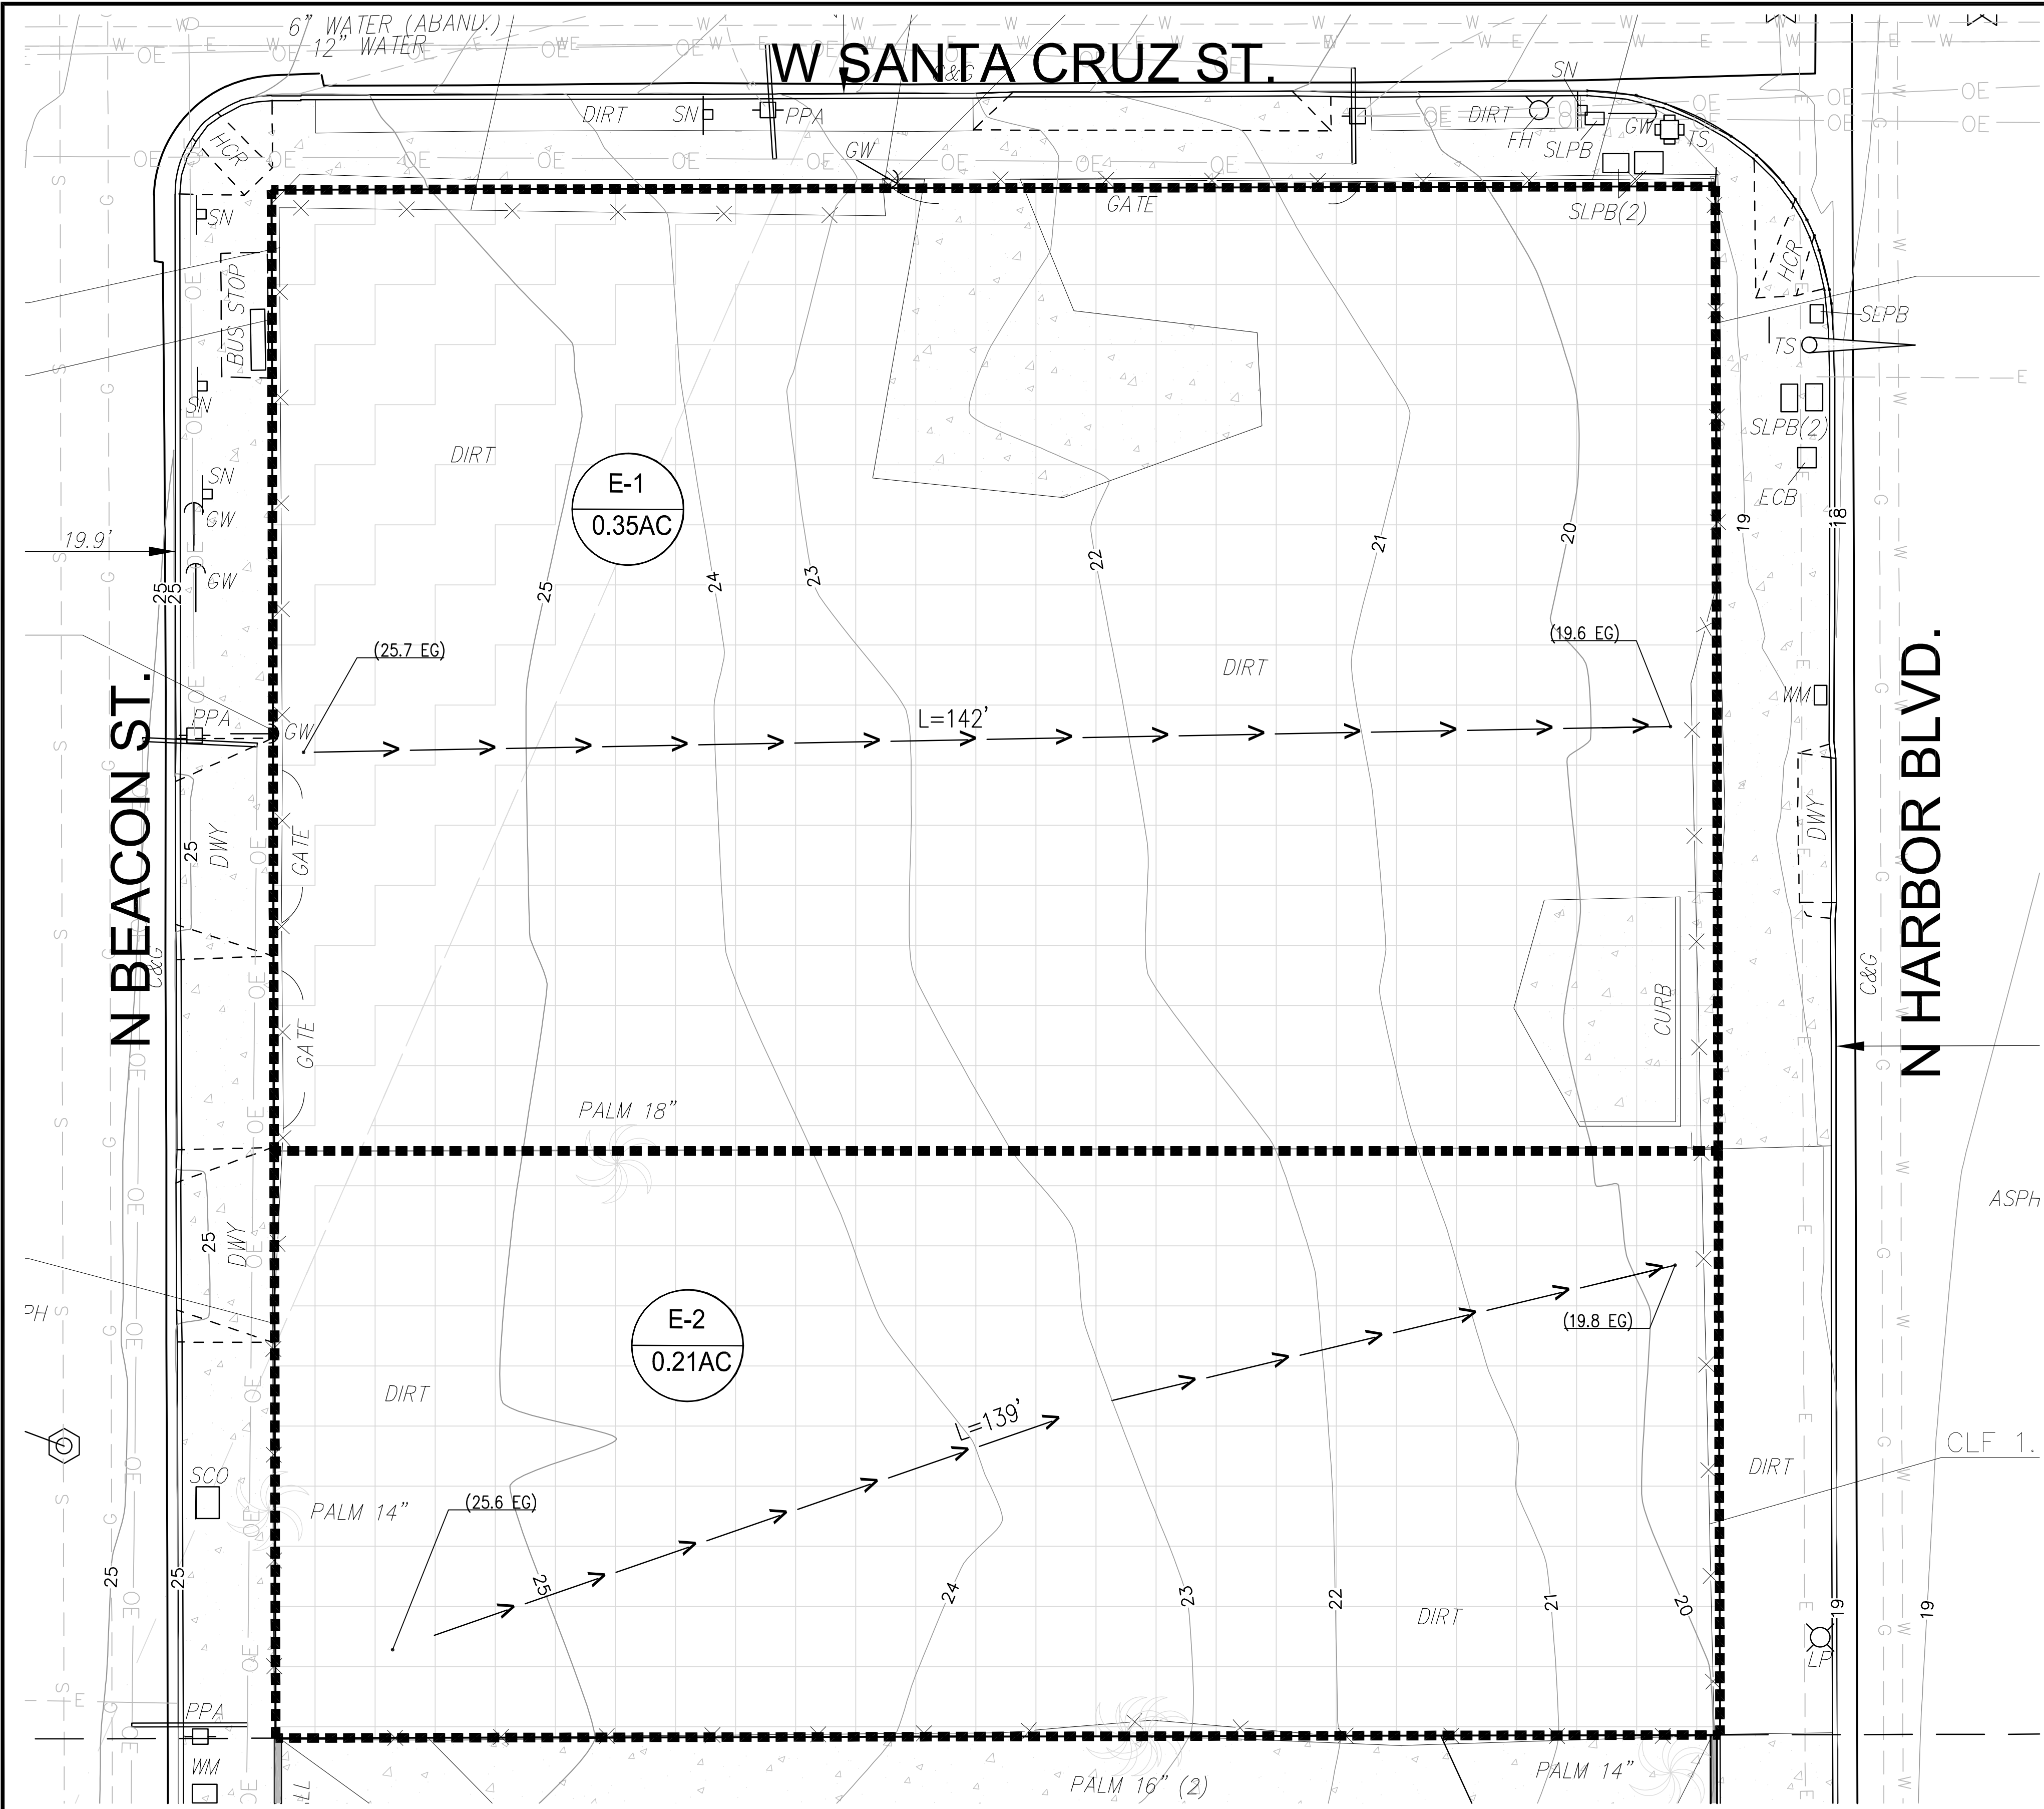 6" WATER (ABAND.)
12" WATER
W SANTA CRUZ ST.
C&G
DIRT
SN
PPA
GW
DIRT
SN
FH
SLPB
GW
TS
HCR
SN
GATE
SLPB(2)
HCR
BUS STOP
SLPB
TS
SN
SLPB(2)
DIRT
SN
GW
E-1
0.35AC
ECB
19.9'
GW
25
25
25
24
23
22
21
20
19
18
18
(25.7 EG)
(19.6 EG)
DIRT
WM
N BEACON ST.
N HARBOR BLVD.
PPA
GW
L=142'
25
DWY
GATE
DWY
C&G
C&G
GATE
CURB
PALM 18"
ASPH
25
DWY
PH
E-2
0.21AC
(19.8 EG)
DIRT
L=139'
CLF 1.
DIRT
SCO
PALM 14"
(25.6 EG)
25
25
25
24
23
22
21
20
19
19
DIRT
LP
PPA
WM
LL
PALM 16" (2)
PALM 14"